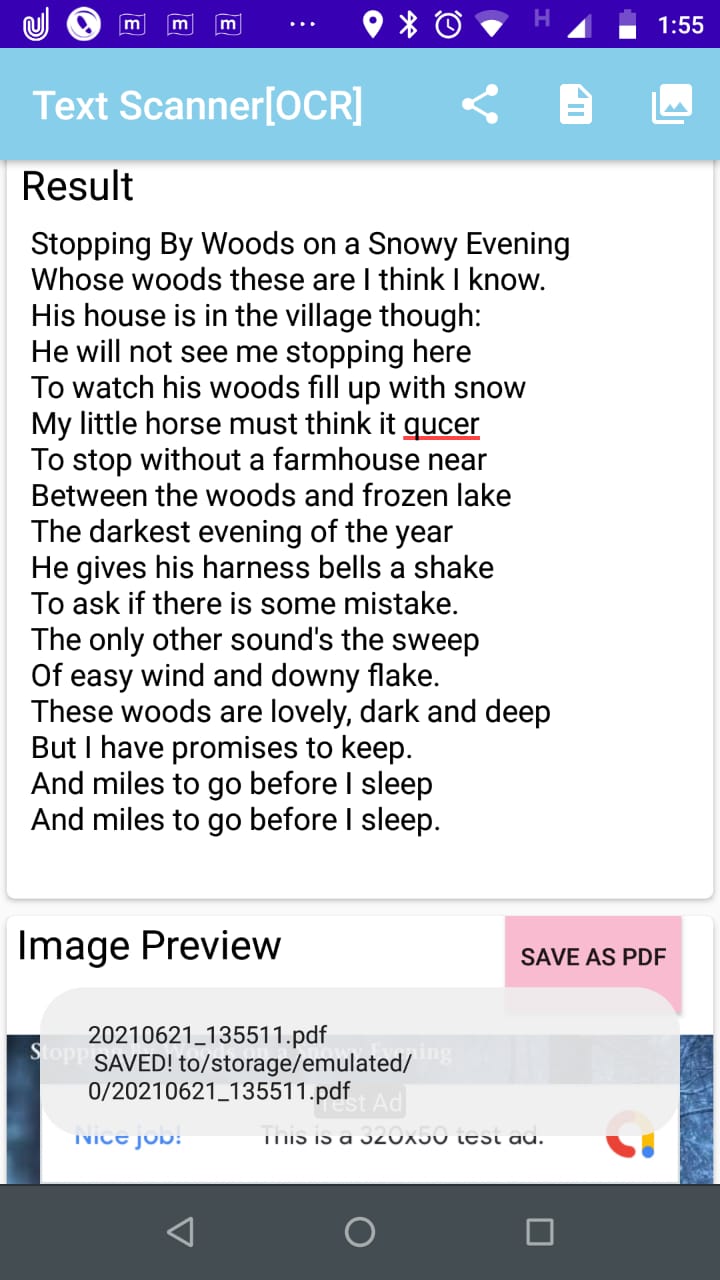 m m m ... H 1:55
Text Scanner[OCR]
Result
Stopping By Woods on a Snowy Evening
Whose woods these are I think I know.
His house is in the village though:
He will not see me stopping here
To watch his woods fill up with snow
My little horse must think it qucer
To stop without a farmhouse near
Between the woods and frozen lake
The darkest evening of the year
He gives his harness bells a shake
To ask if there is some mistake.
The only other sound's the sweep
Of easy wind and downy flake.
These woods are lovely, dark and deep
But I have promises to keep.
And miles to go before I sleep
And miles to go before I sleep.
Image Preview
SAVE AS PDF
20210621_135511.pdf
SAVED! to/storage/emulated/
0/20210621_135511.pdf
Stopping By Woods on a Snowy Evening
Test Ad
Nice job! This is a 320x50 test ad.